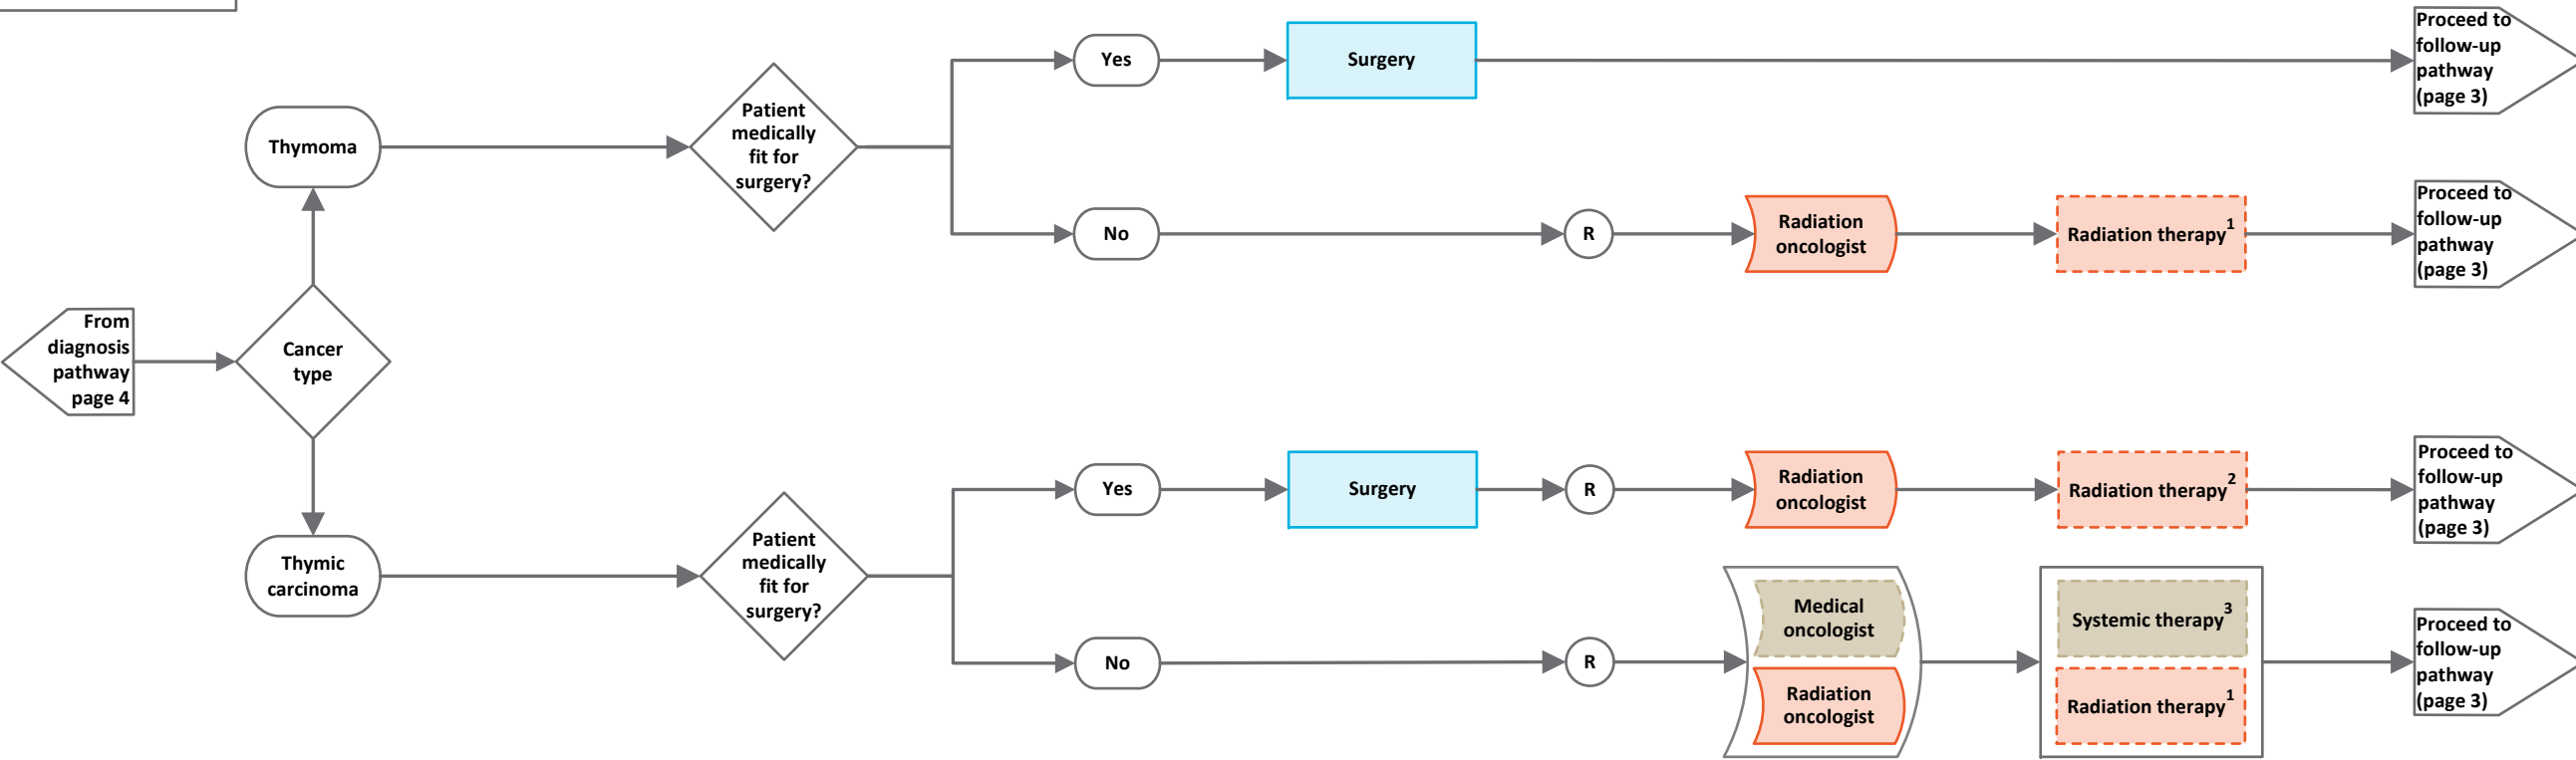 From
diagnosis
pathway
page 4
Cancer
type
Thymoma
Patient
medically
fit for
surgery?
Yes
Surgery
Proceed to
follow-up
pathway
(page 3)
No
R
Radiation
oncologist
Radiation therapy1
Proceed to
follow-up
pathway
(page 3)
Thymic
carcinoma
Patient
medically
fit for
surgery?
Yes
Surgery
R
Radiation
oncologist
Radiation therapy2
Proceed to
follow-up
pathway
(page 3)
No
R
Medical
oncologist
Radiation
oncologist
Systemic therapy3
Radiation therapy1
Proceed to
follow-up
pathway
(page 3)